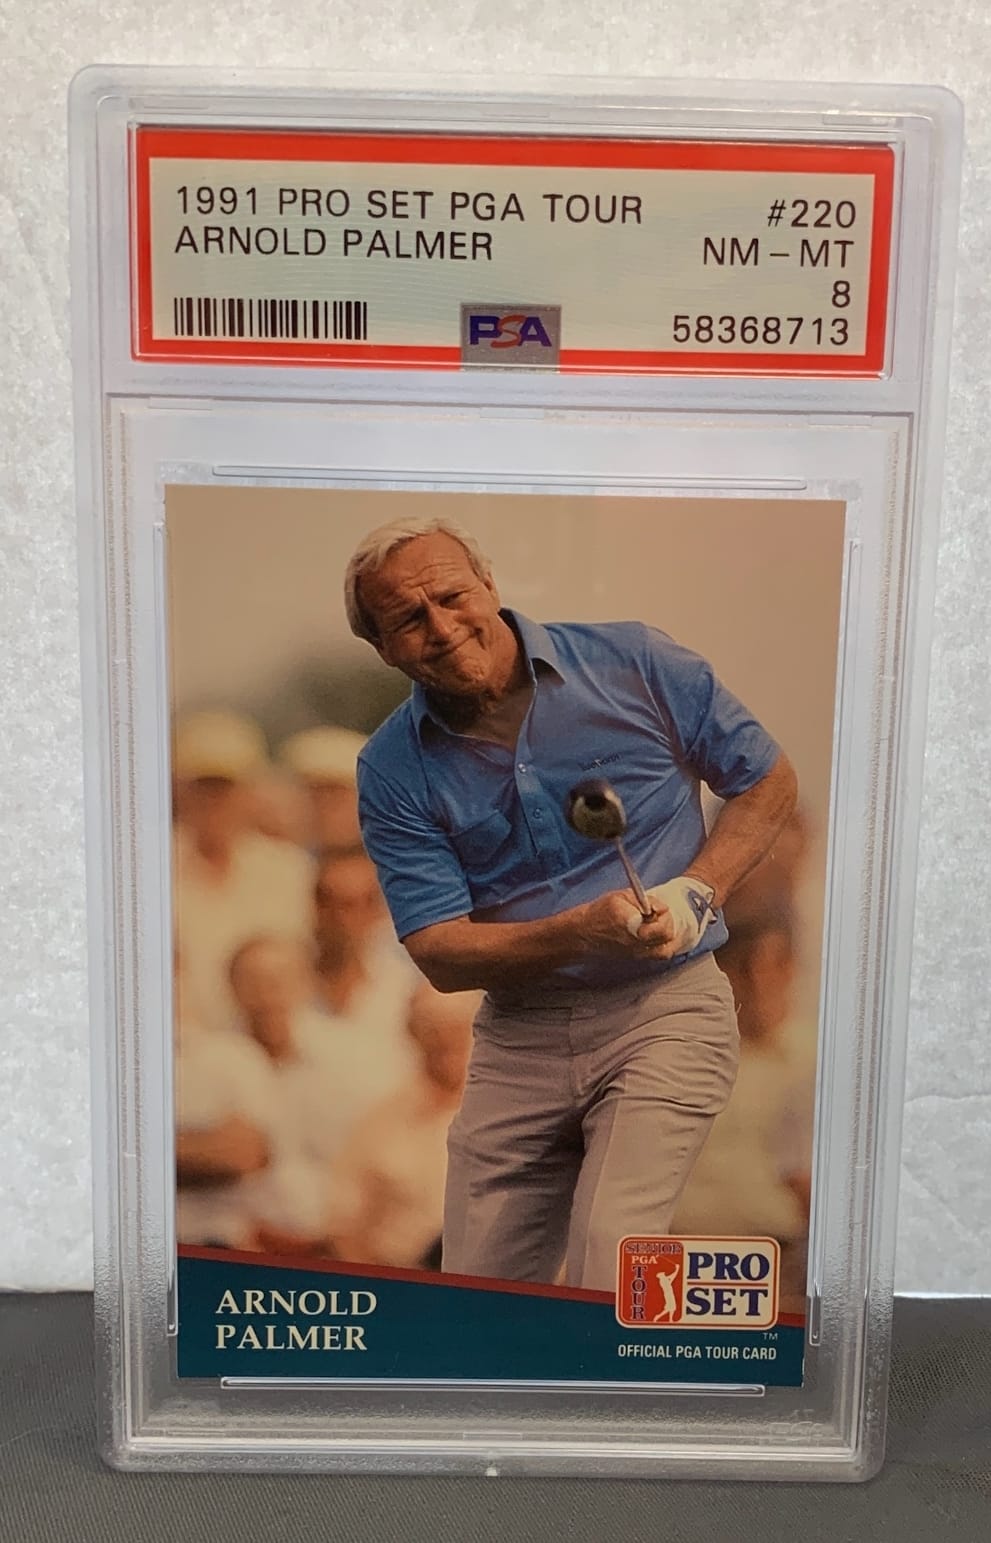 1991 PRO SET PGA TOUR #220
ARNOLD PALMER NM - MT
8
PSA 58368713
SENIOR
PGA
TOUR
PRO
SET
TM
ARNOLD
PALMER
OFFICIAL PGA TOUR CARD